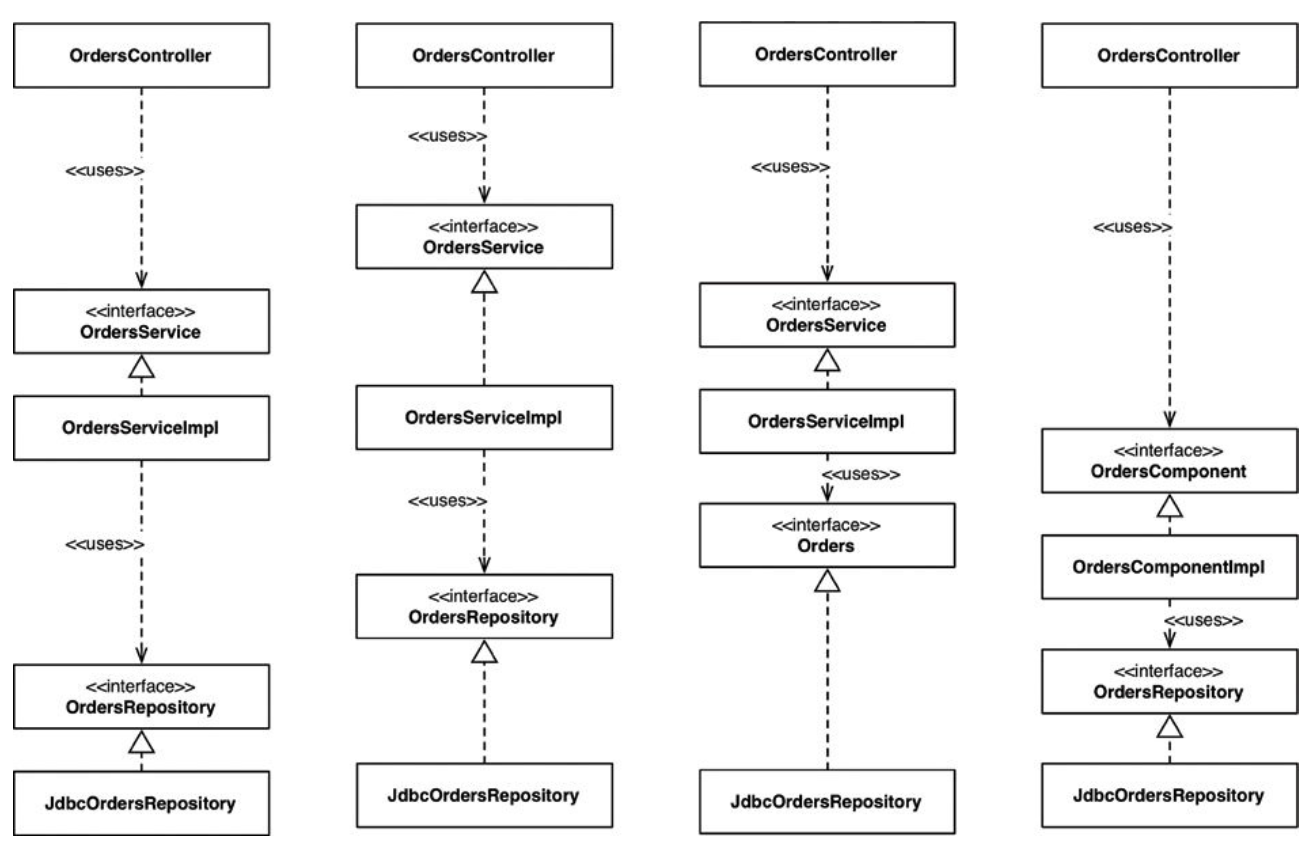 OrdersController
<<uses>>
<<interface>>
OrdersService
OrdersServiceImpl
<<uses>>
<<interface>>
OrdersRepository
JdbcOrdersRepository
OrdersController
<<uses>>
<<interface>>
OrdersService
OrdersServiceImpl
<<uses>>
<<interface>>
OrdersRepository
JdbcOrdersRepository
OrdersController
<<uses>>
<<interface>>
OrdersService
OrdersServiceImpl
<<uses>>
<<interface>>
Orders
JdbcOrdersRepository
OrdersController
<<uses>>
<<interface>>
OrdersComponent
OrdersComponentImpl
<<uses>>
<<interface>>
OrdersRepository
JdbcOrdersRepository